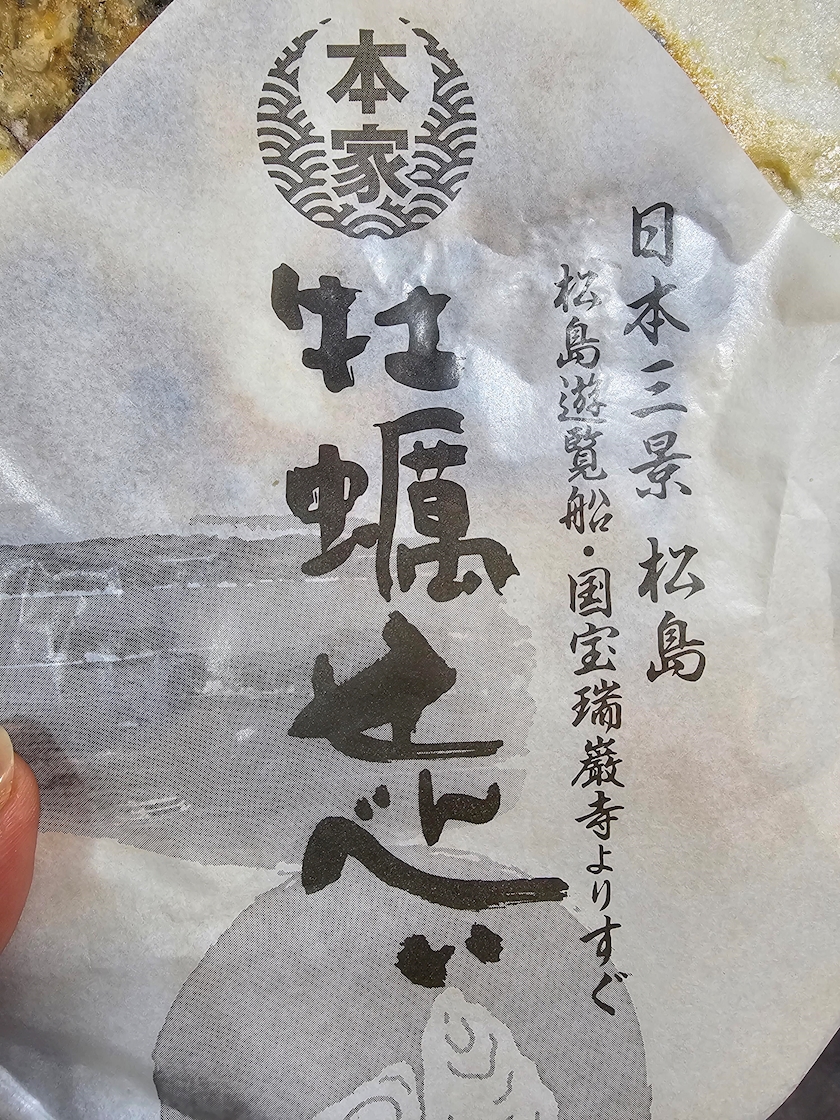 日本三景 松島
松島遊覧船・国宝瑞巌寺よりすぐ
本家
牡蠣せんべい